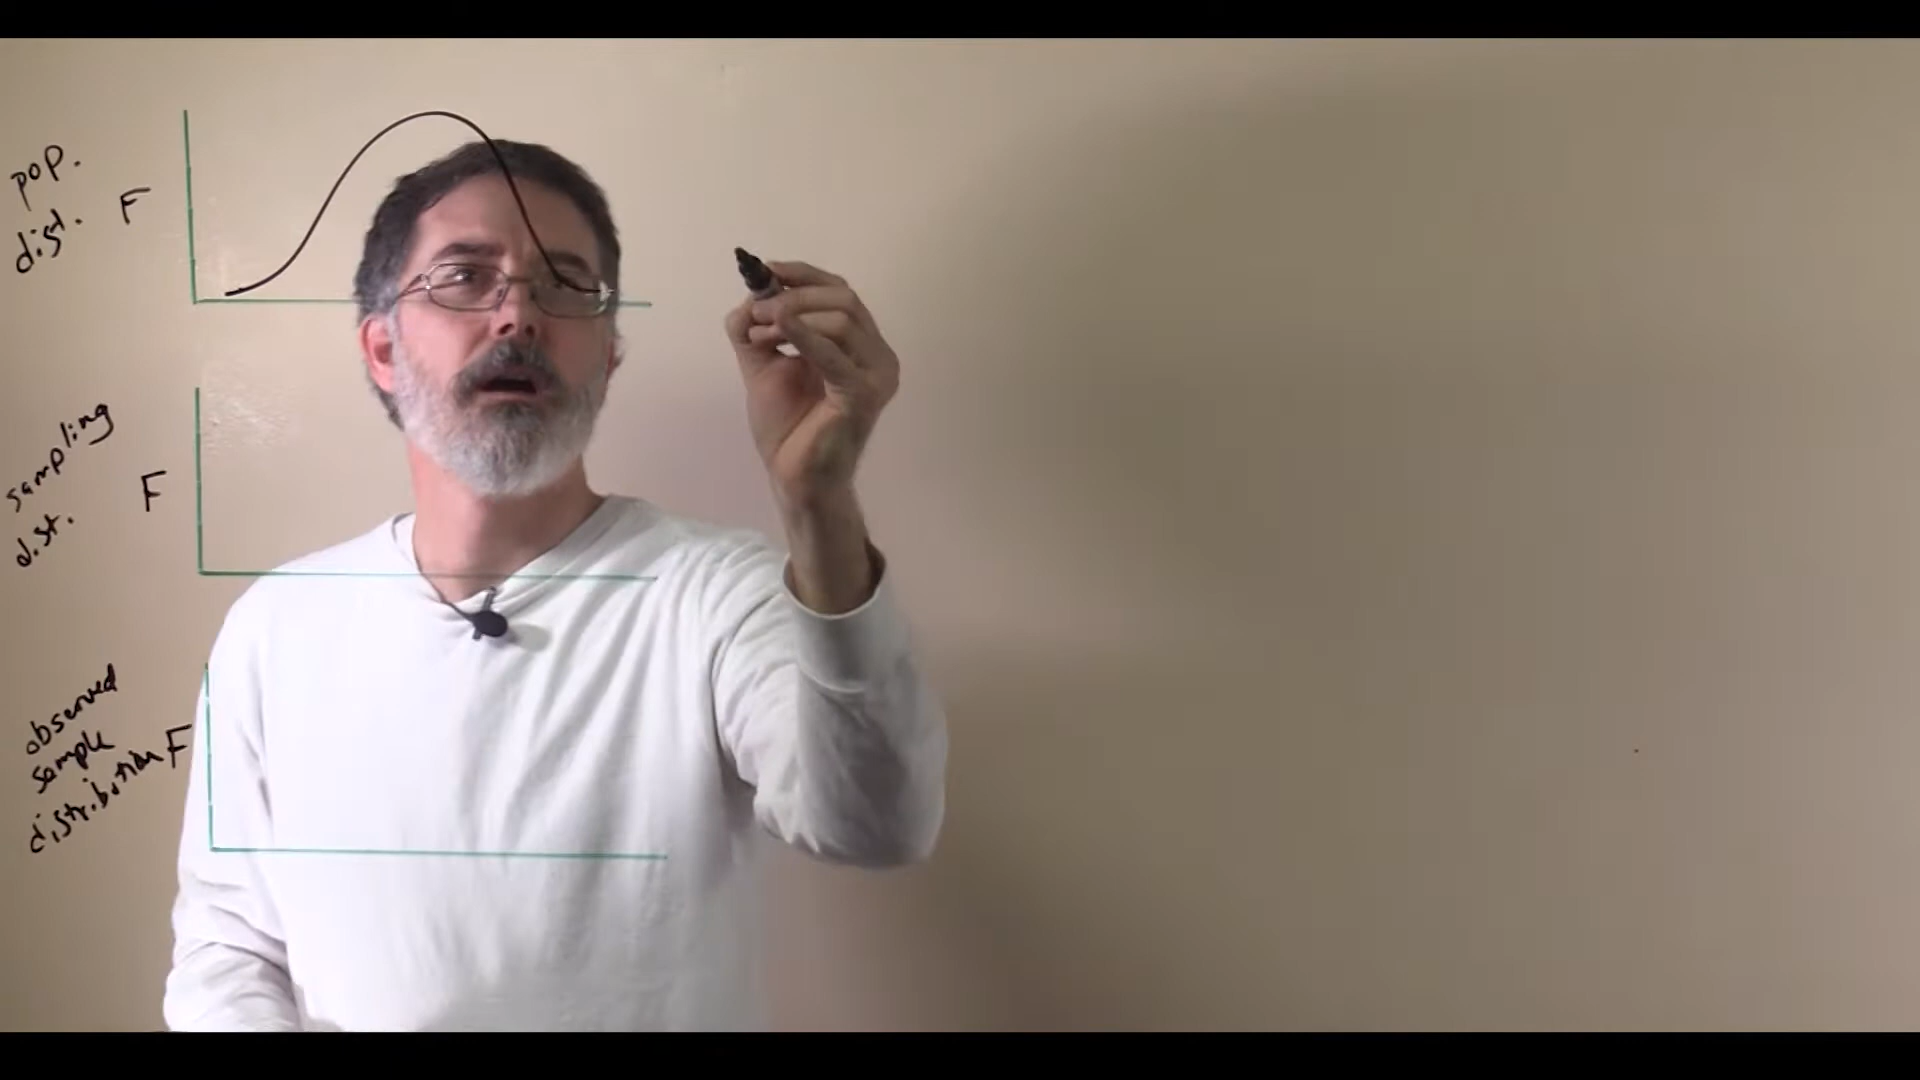 pop.
dist.
F
sampling
dist.
F
observed
sample
distribution
F